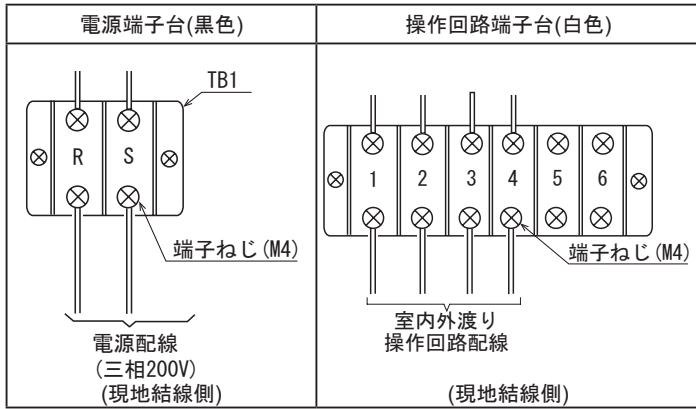 電源端子台(黒色)
操作回路端子台(白色)
TB1
R S
端子ねじ(M4)
電源配線
(三相200V)
(現地結線側)
1 2 3 4 5 6
端子ねじ(M4)
室内外渡り
操作回路配線
(現地結線側)